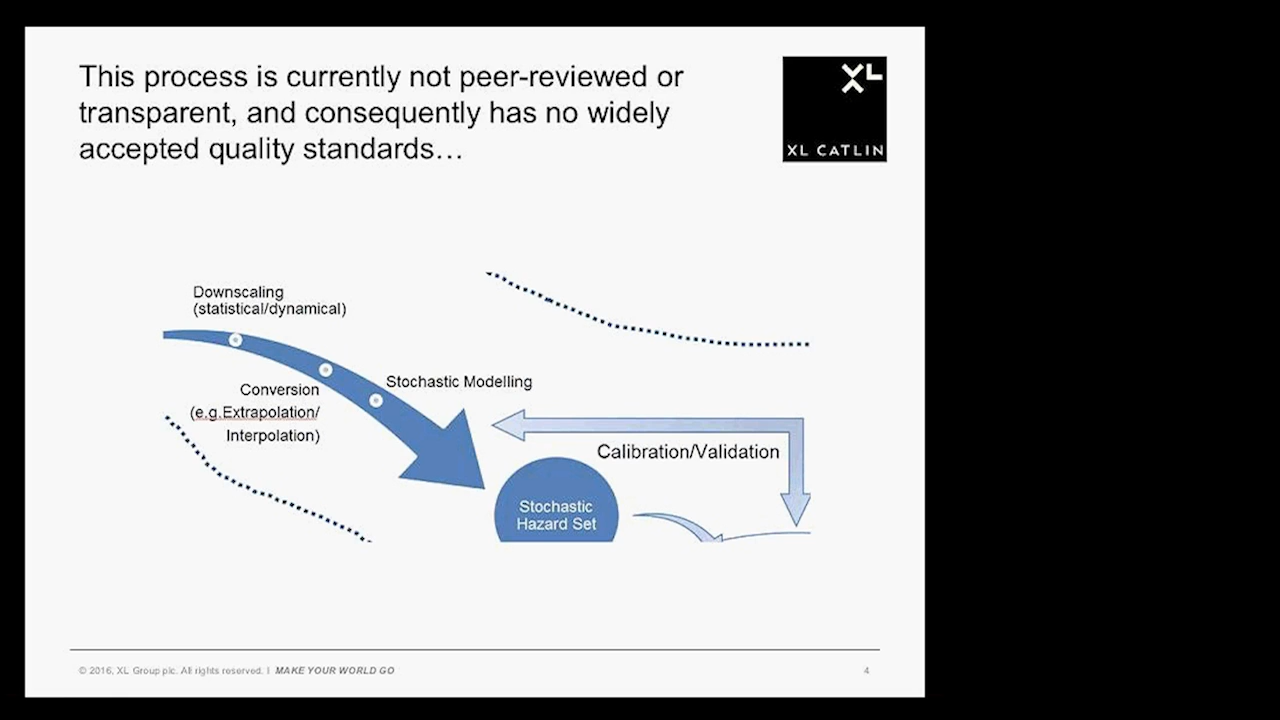 This process is currently not peer-reviewed or
transparent, and consequently has no widely
accepted quality standards…
XL
XL CATLIN
Downscaling
(statistical/dynamical)
Conversion
(e.g.Extrapolation/
Interpolation)
Stochastic Modelling
Calibration/Validation
Stochastic
Hazard Set
© 2016, XL Group plc. All rights reserved. I MAKE YOUR WORLD GO
4